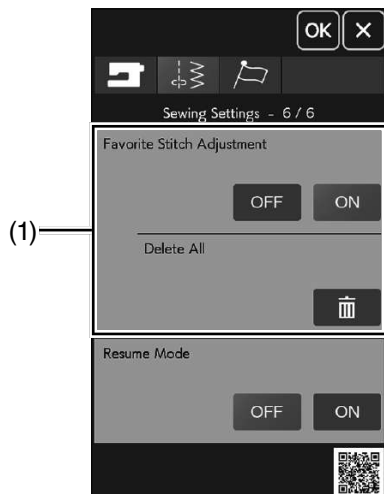 OK X
Sewing Settings - 6 / 6
Favorite Stitch Adjustment
OFF ON
(1)
Delete All
Resume Mode
OFF ON